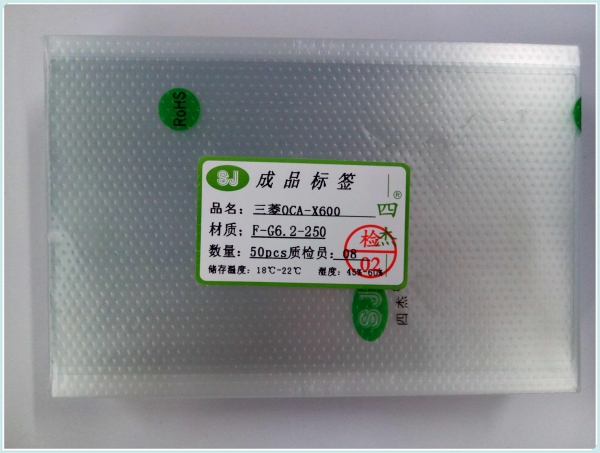 RoHS
SJ 成品标签
®
四杰
品名：三菱OCA-X600
材质：F-G6.2-250
数量：50pcs质检员：08
检
02
储存温度：18℃-22℃ 湿度：45%-60%
SJ
四杰